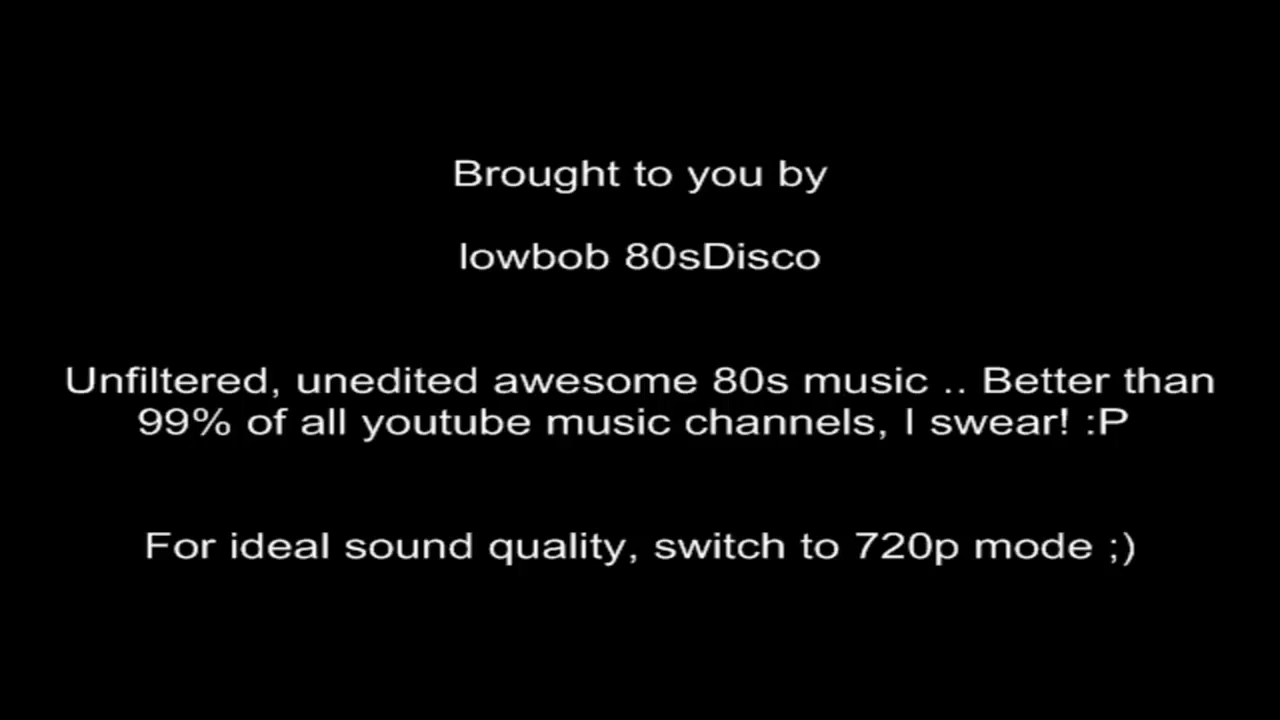 Brought to you by
lowbob 80sDisco
Unfiltered, unedited awesome 80s music .. Better than
99% of all youtube music channels, I swear! :P
For ideal sound quality, switch to 720p mode ;)